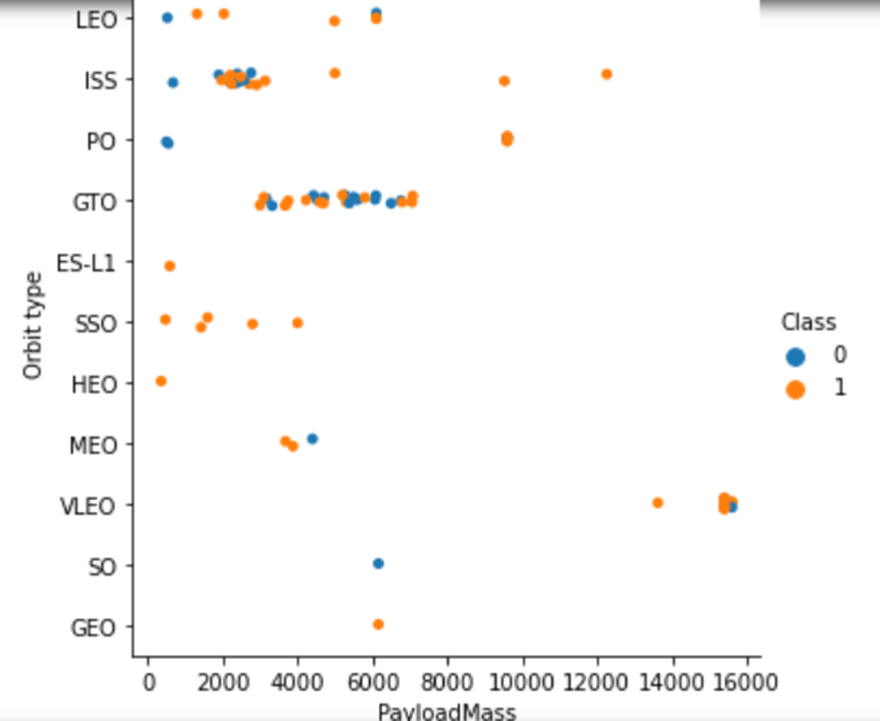 LEO
ISS
PO
GTO
ES-L1
SSO
HEO
MEO
VLEO
SO
GEO
Orbit type
0 2000 4000 6000 8000 10000 12000 14000 16000
PayloadMass
Class
0
1